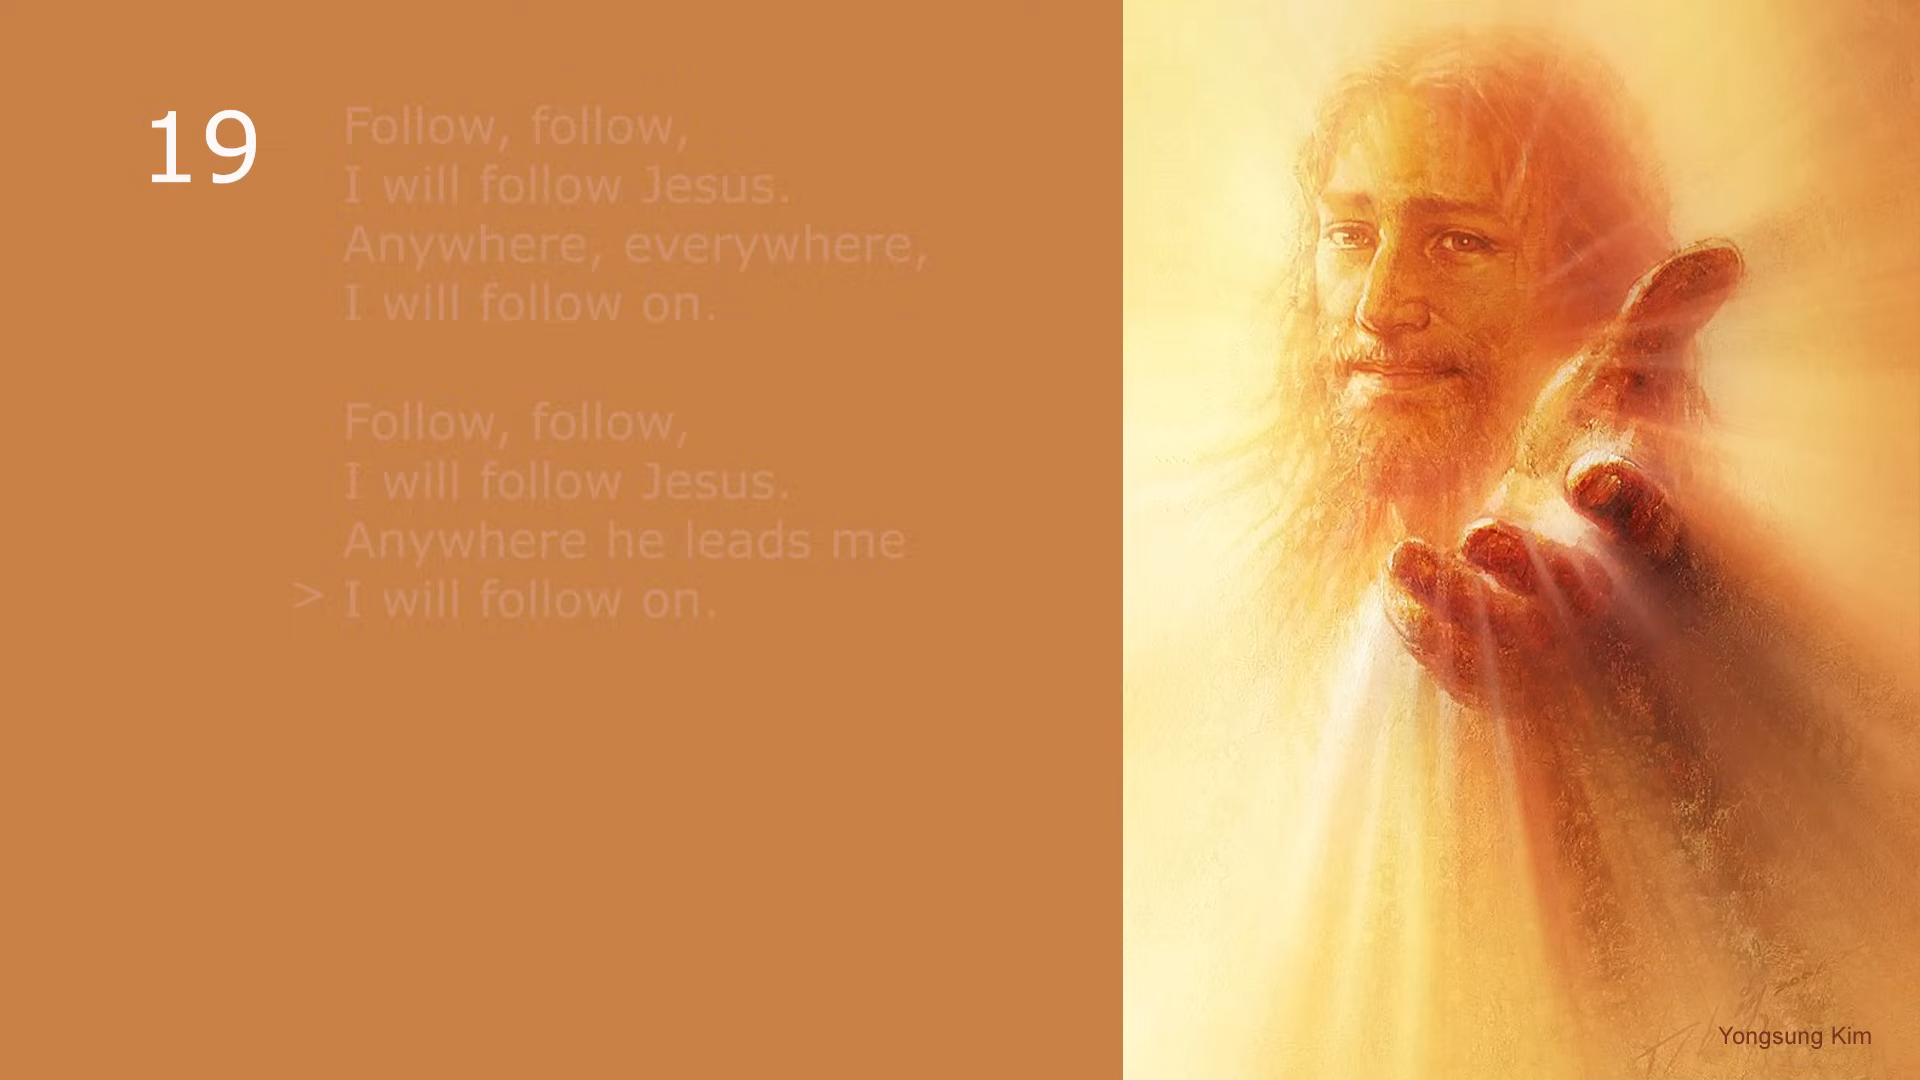 19
Follow, follow,
I will follow Jesus.
Anywhere, everywhere,
I will follow on.
Follow, follow,
I will follow Jesus.
Anywhere he leads me
> I will follow on.
Yongsung Kim